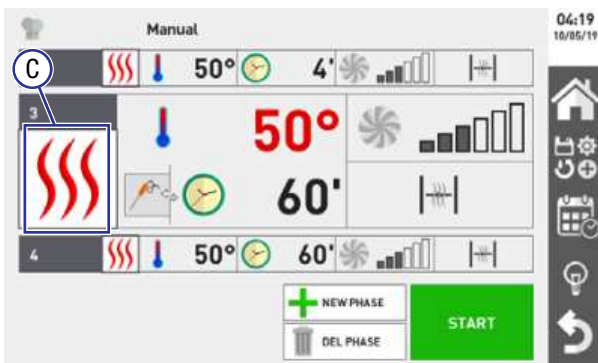 Manual
04:19
10/05/19
C
50° 4'
3
50°
60'
4 50° 60'
NEW PHASE
DEL PHASE
START